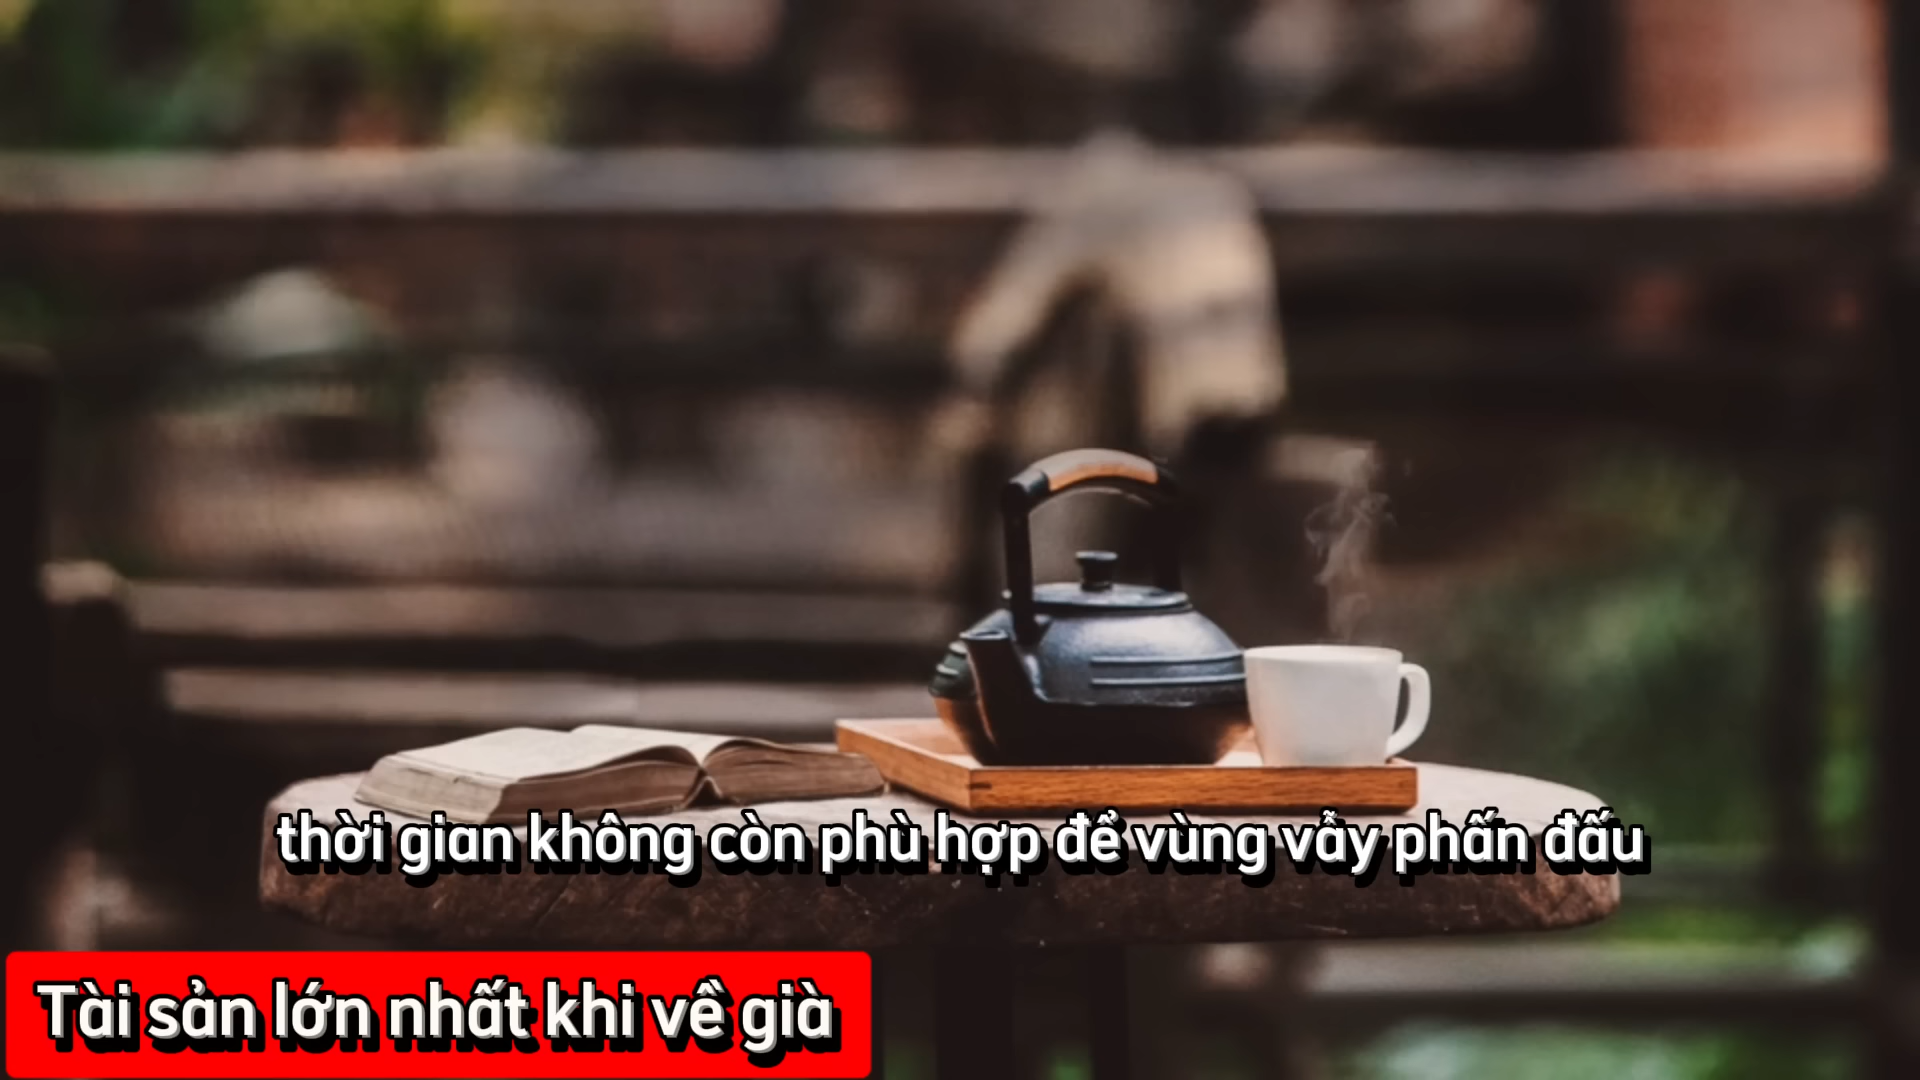 thời gian không còn phù hợp để vùng vẫy phấn đấu
Tài sản lớn nhất khi về già